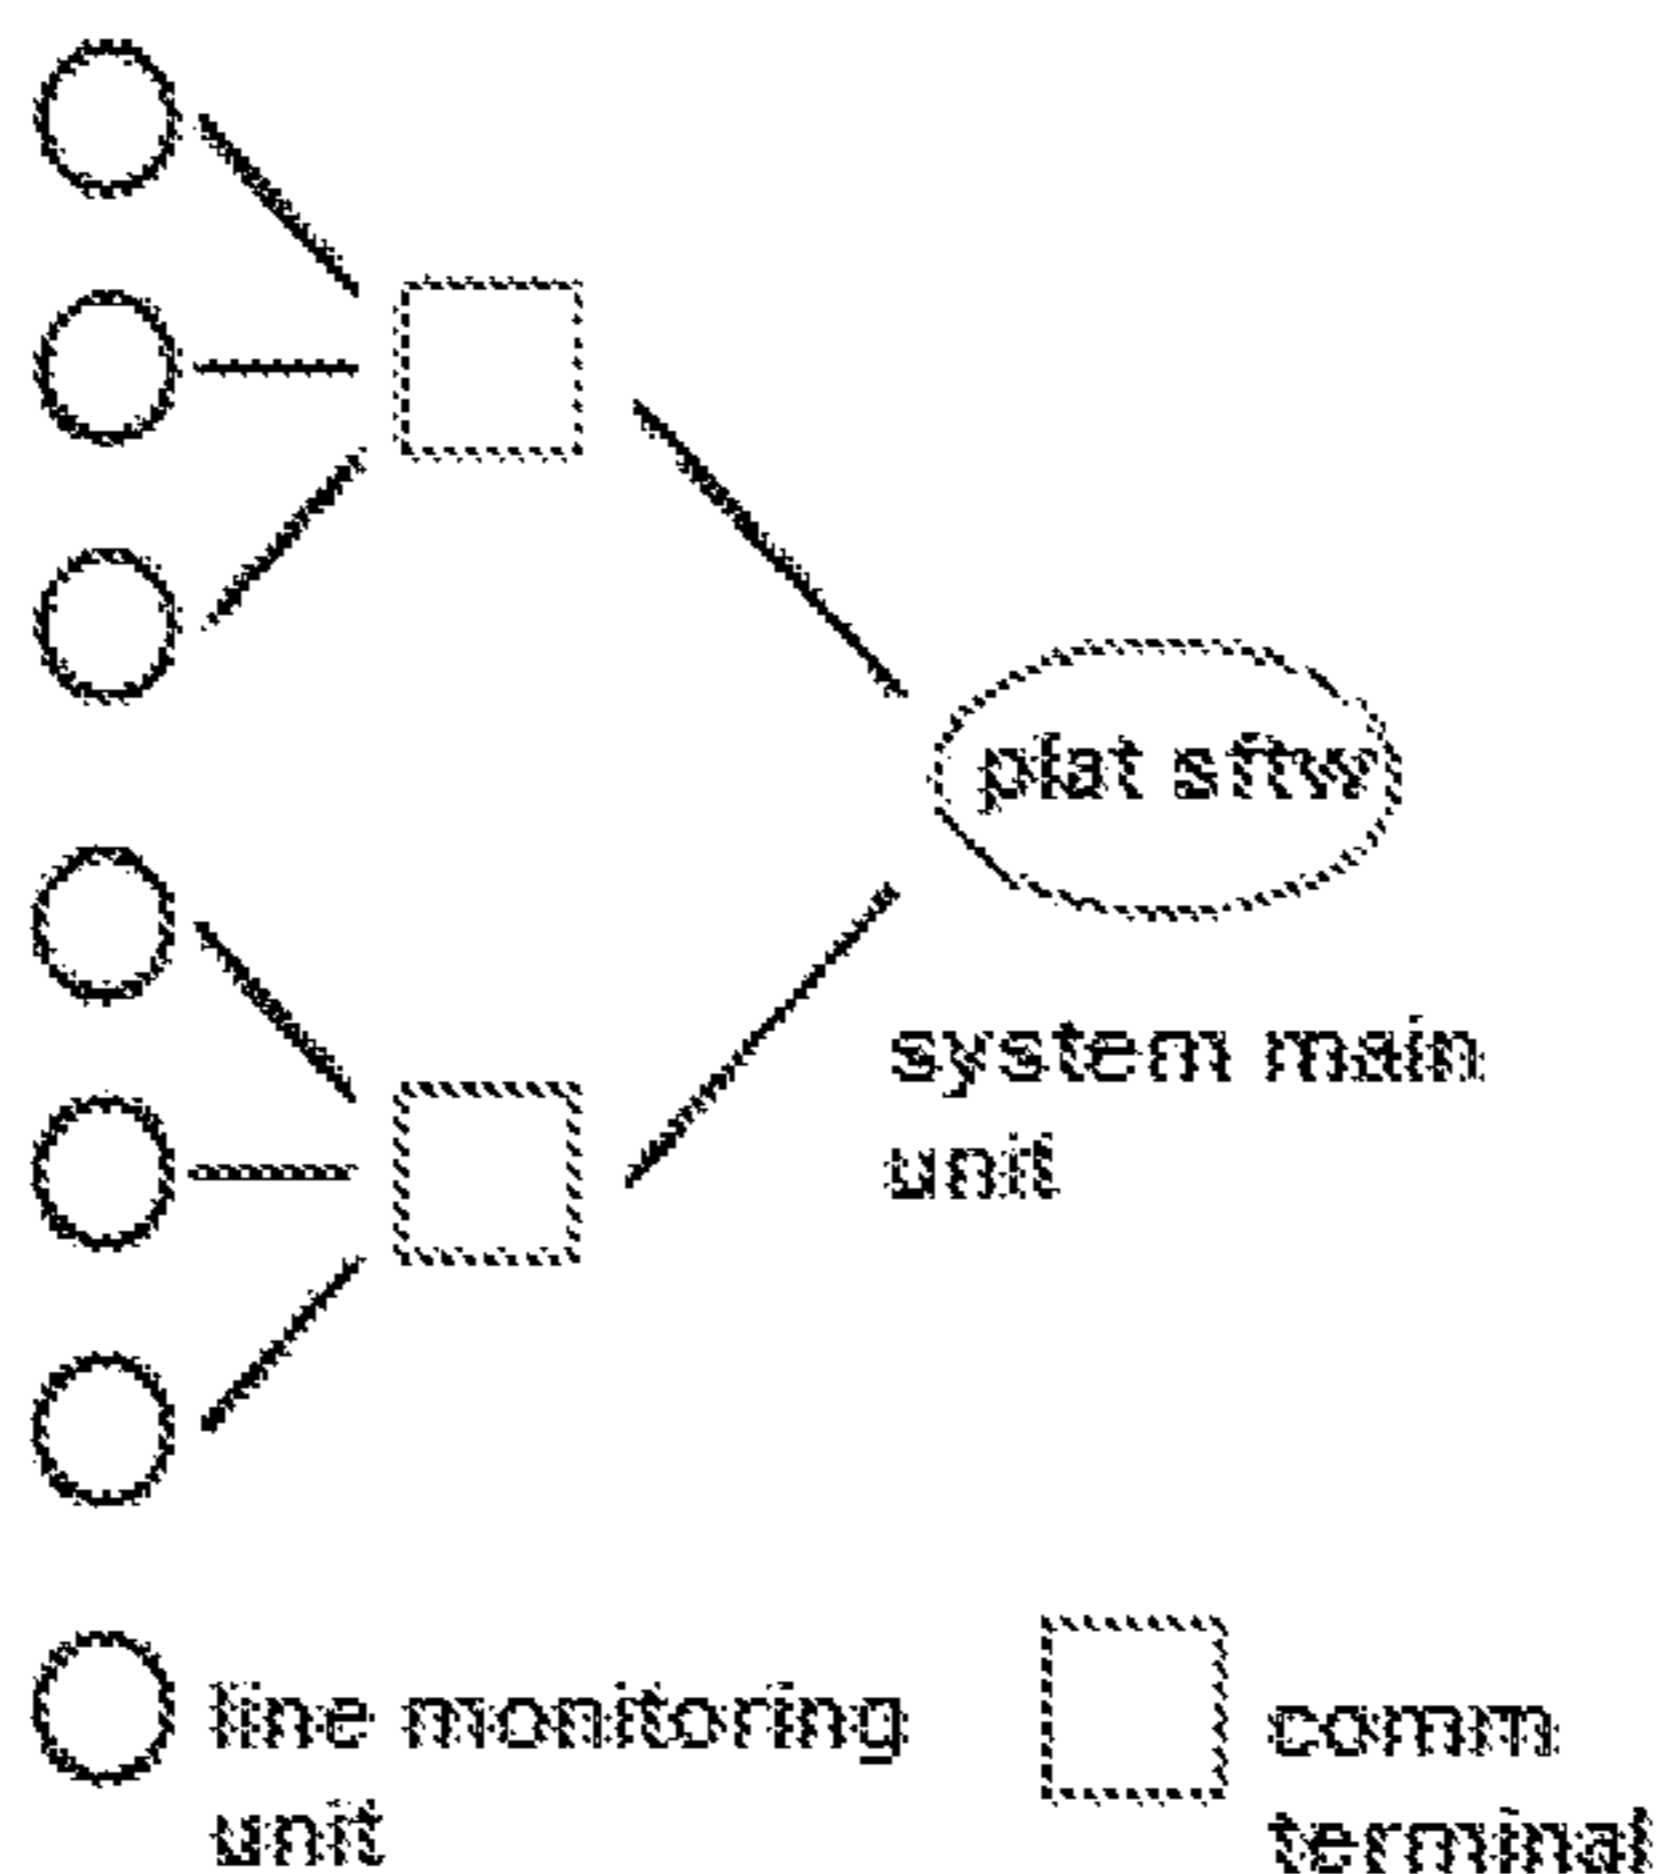 plat sftw
system main
unit
line monitoring
unit
comm
terminal